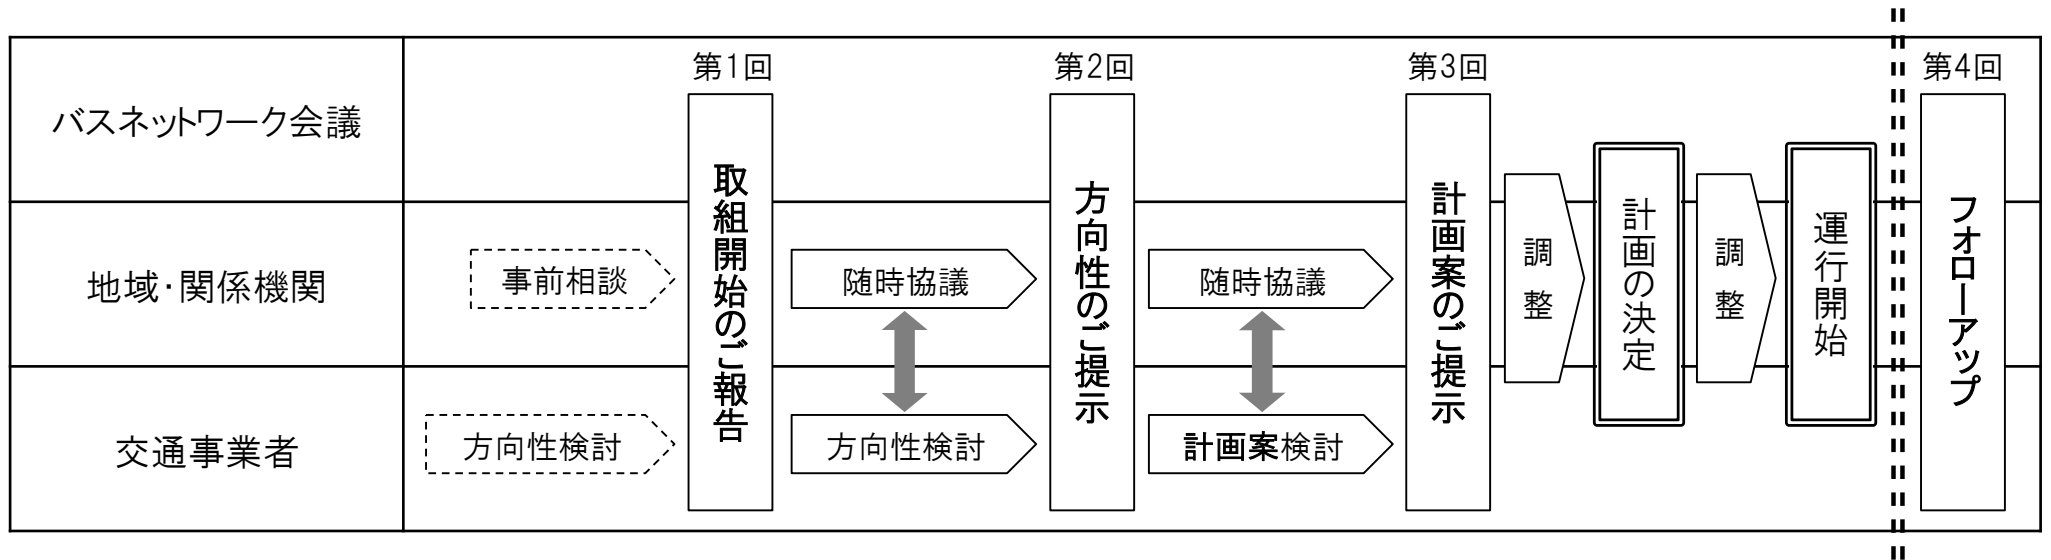 バスネットワーク会議
地域・関係機関
交通事業者
事前相談
方向性検討
第1回
取組開始のご報告
随時協議
方向性検討
第2回
方向性のご提示
随時協議
計画案検討
第3回
計画案のご提示
調整
計画の決定
調整
運行開始
第4回
フォローアップ